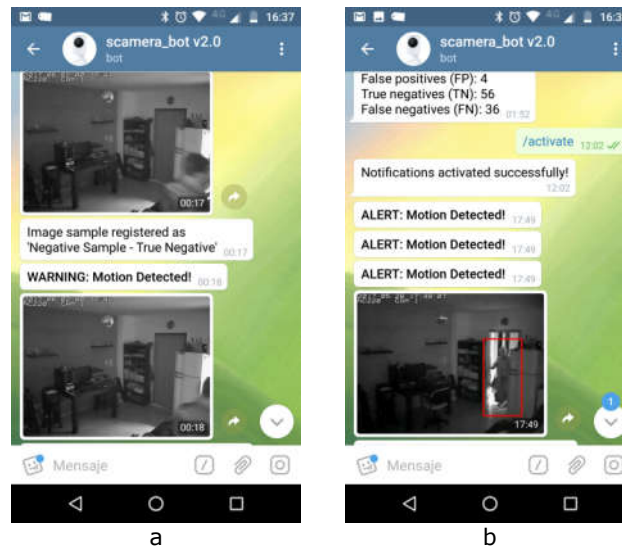 16:37
scamera_bot v2.0
bot
00:17
Image sample registered as
'Negative Sample - True Negative' 00:17
WARNING: Motion Detected! 00:18
00:18
Mensaje
a
scamera_bot v2.0
bot
False positives (FP): 4
True negatives (TN): 56
False negatives (FN): 36 01:52
/activate 12:02
Notifications activated successfully!
12:02
ALERT: Motion Detected! 17:49
ALERT: Motion Detected! 17:49
ALERT: Motion Detected! 17:49
17:49
1
Mensaje
b